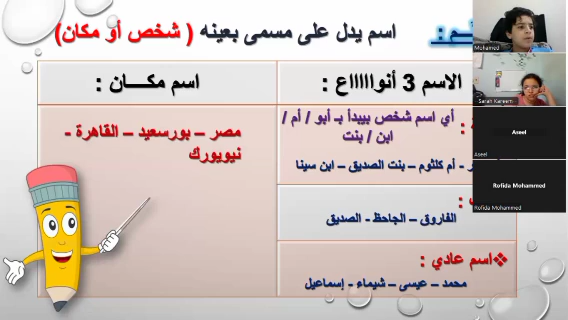 اسم يدل على مسمى بعينه ( شخص أو مكان)
الاسم 3 أنواااااع :
اسم مكـــــان :
أي اسم شخص بيبدأ بـ أبو / أم /
ابن / بنت
أم كلثوم – بنت الصديق – ابن سينا
الفاروق – الجاحظ - الصديق
اسم عادي :
محمد – عيسى – شيماء - إسماعيل
مصر – بورسعيد – القاهرة -
نيويورك
Mohamed
Sarah Kareem
Aseel
Aseel
Rofida Mohammed
Rofida Mohammed